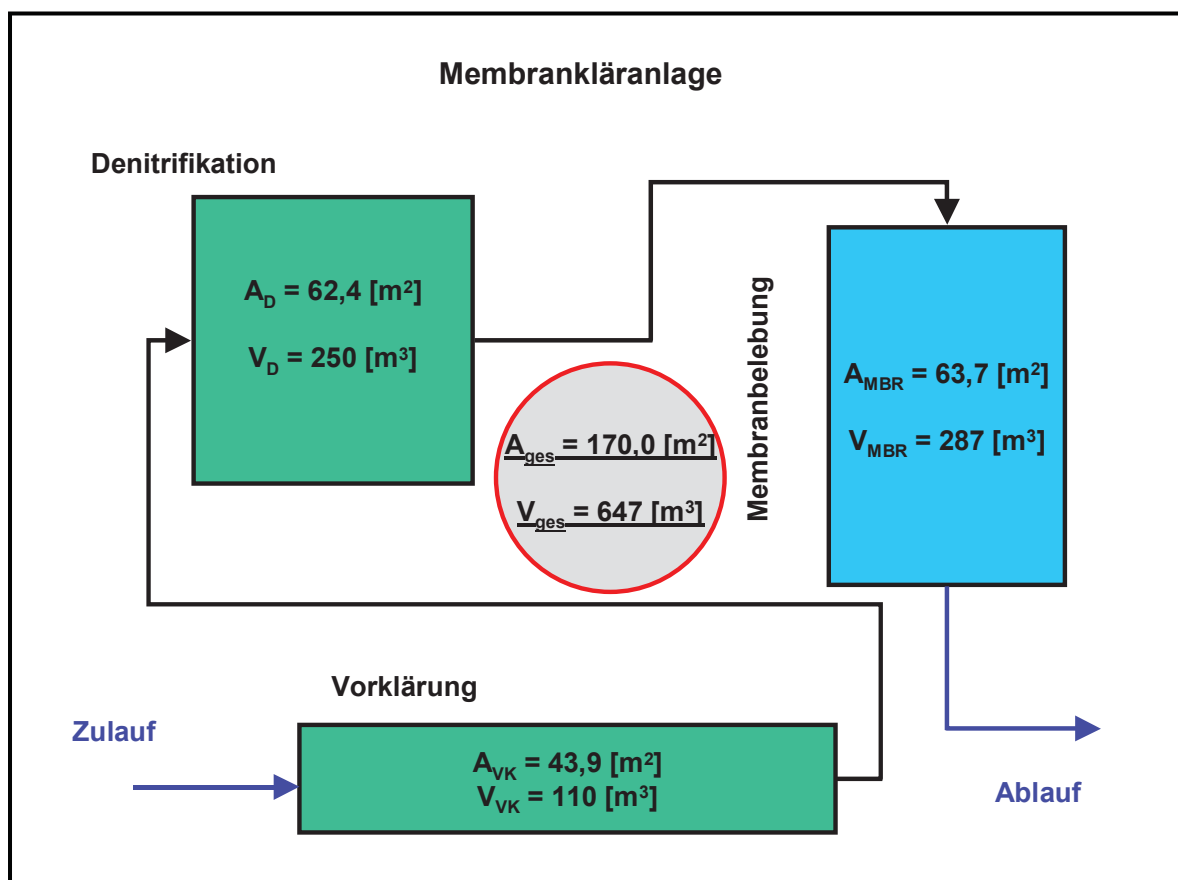 Membrankläranlage
Denitrifikation
A_D = 62,4 [m²]
V_D = 250 [m³]
A_ges = 170,0 [m²]
V_ges = 647 [m³]
Membranbelebung
A_MBR = 63,7 [m²]
V_MBR = 287 [m³]
Vorklärung
Zulauf
A_VK = 43,9 [m²]
V_VK = 110 [m³]
Ablauf